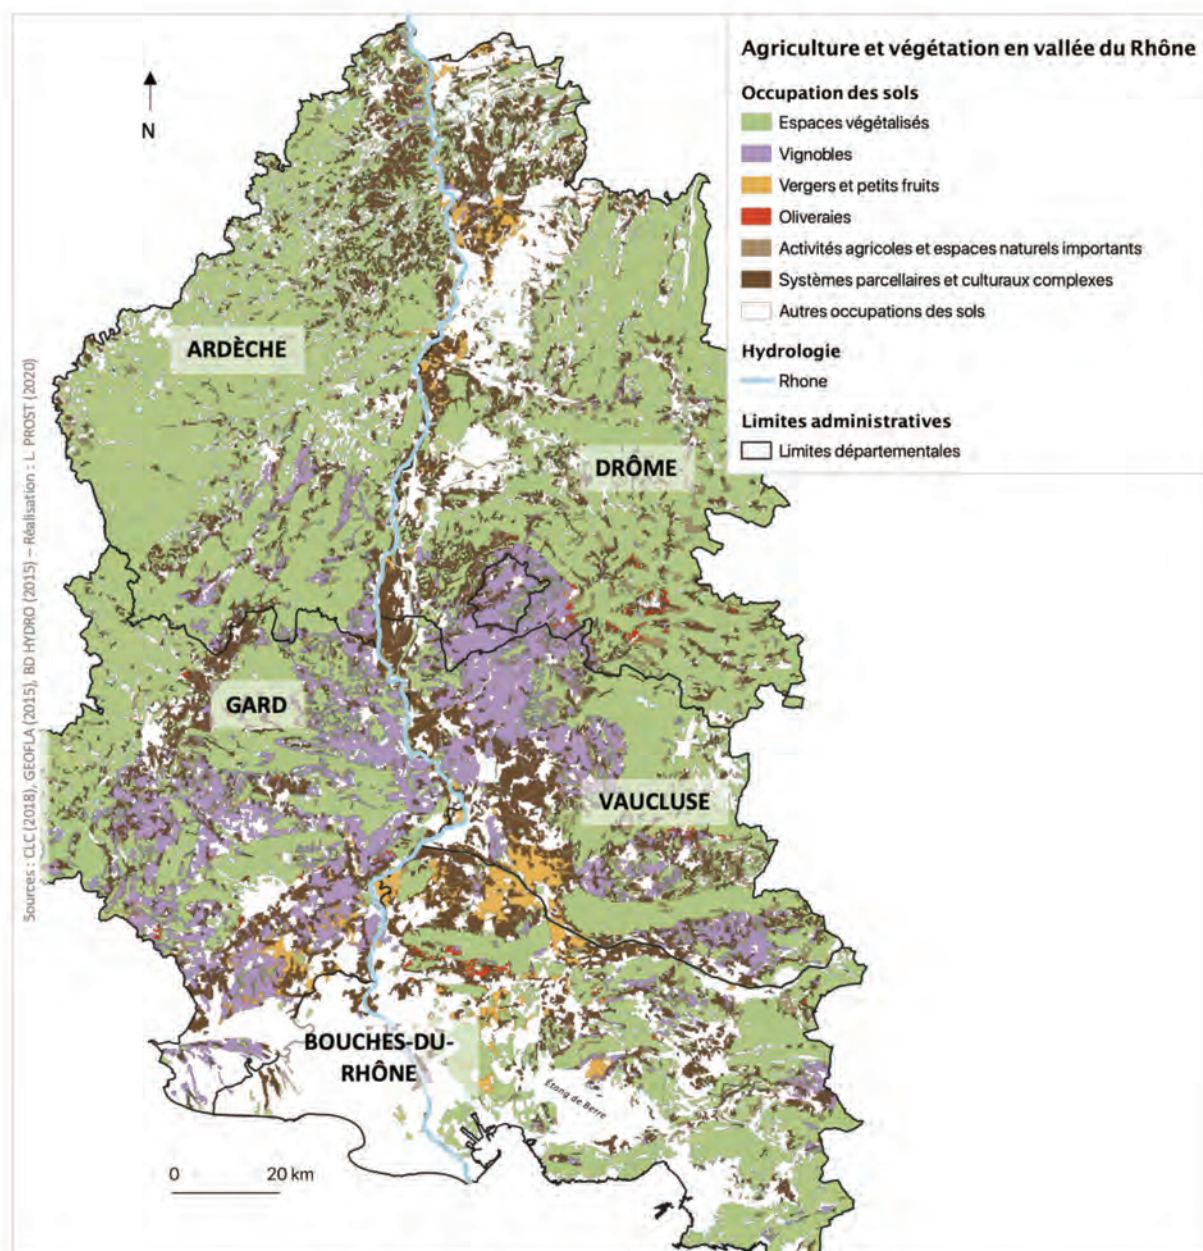 Agriculture et végétation en vallée du Rhône
Occupation des sols
Espaces végétalisés
Vignobles
Vergers et petits fruits
Oliveraies
Activités agricoles et espaces naturels importants
Systèmes parcellaires et culturaux complexes
Autres occupations des sols
Hydrologie
Rhone
Limites administratives
Limites départementales
N
ARDÈCHE
DRÔME
GARD
VAUCLUSE
BOUCHES-DU-
RHÔNE
Étang de Berre
0 20 km
Sources : CLC (2018), GEOFLA (2015), BD HYDRO (2015) – Réalisation : L PROST (2020)